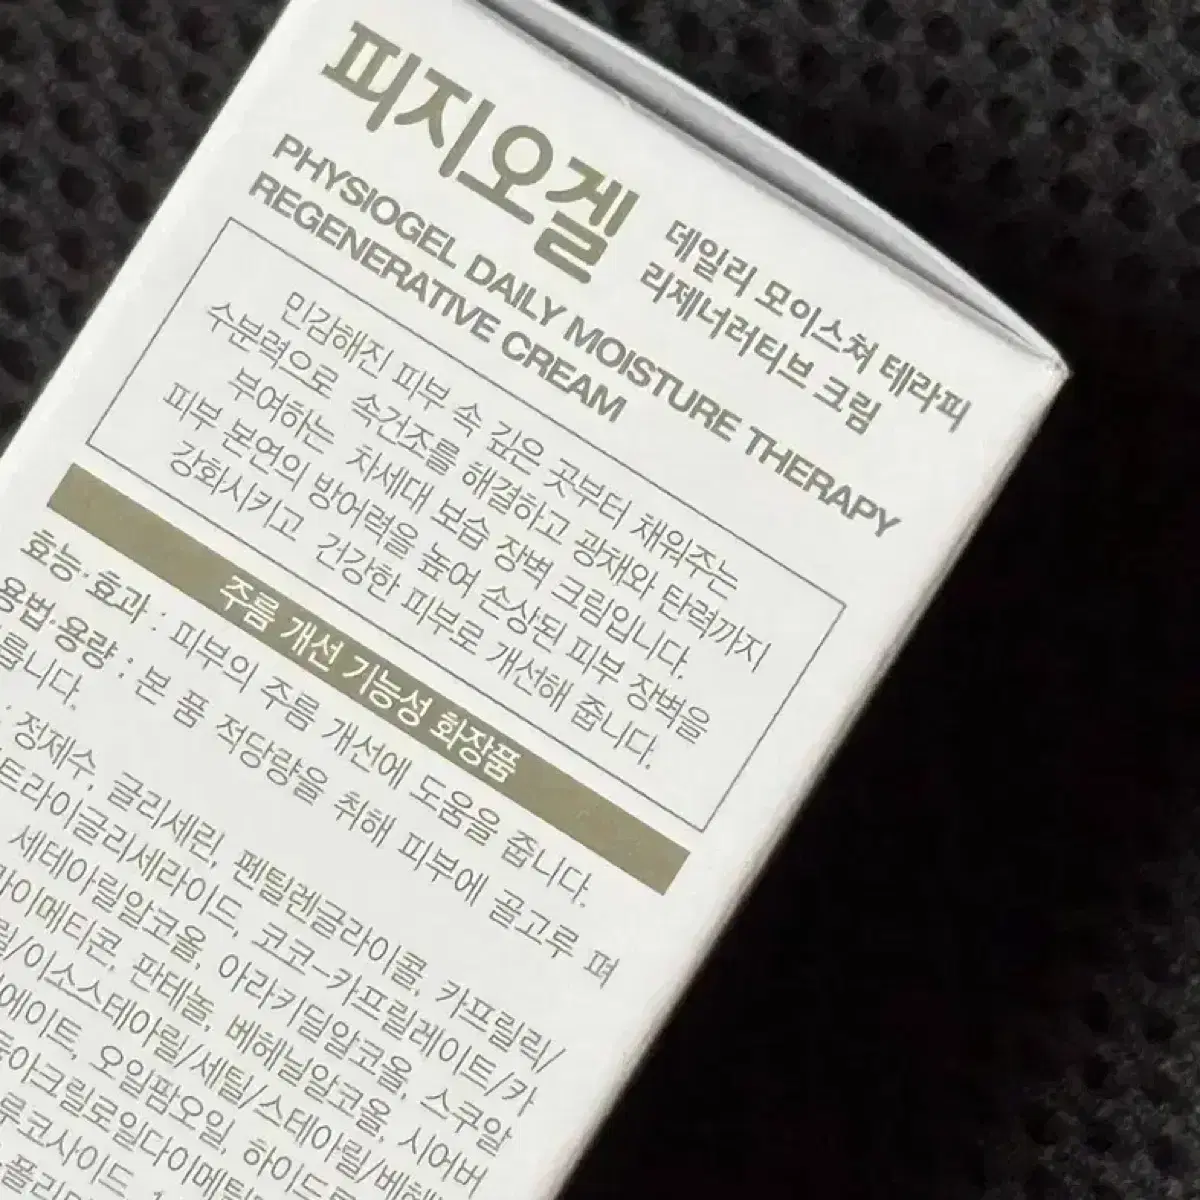 피지오겔
데일리 모이스쳐 테라피
리제너러티브 크림
PHYSIOGEL DAILY MOISTURE THERAPY
REGENERATIVE CREAM
민감해진 피부 속 깊은 곳부터 채워주는
수분력으로 속건조를 해결하고 광채와 탄력까지
부여하는 차세대 보습 장벽 크림입니다.
피부 본연의 방어력을 높여 손상된 피부 장벽을
강화시키고 건강한 피부로 개선해 줍니다.
주름 개선 기능성 화장품
효능·효과 : 피부의 주름 개선에 도움을 줍니다.
용법·용량 : 본 품 적당량을 취해 피부에 골고루 펴
릅니다.
: 정제수, 글리세린, 펜틸렌글라이콜, 카프릴릭/
트라이글리세라이드, 코코-카프릴레이트/카
세테아릴알코올, 아라키딜알코올, 스쿠알
다이메티콘, 판테놀, 베헤닐알코올, 시어버
릴/이소스테아릴/세틸/스테아릴/베헤
에이트, 오일팜오일, 하이드
아크릴로일다이메틸
루코사이드,